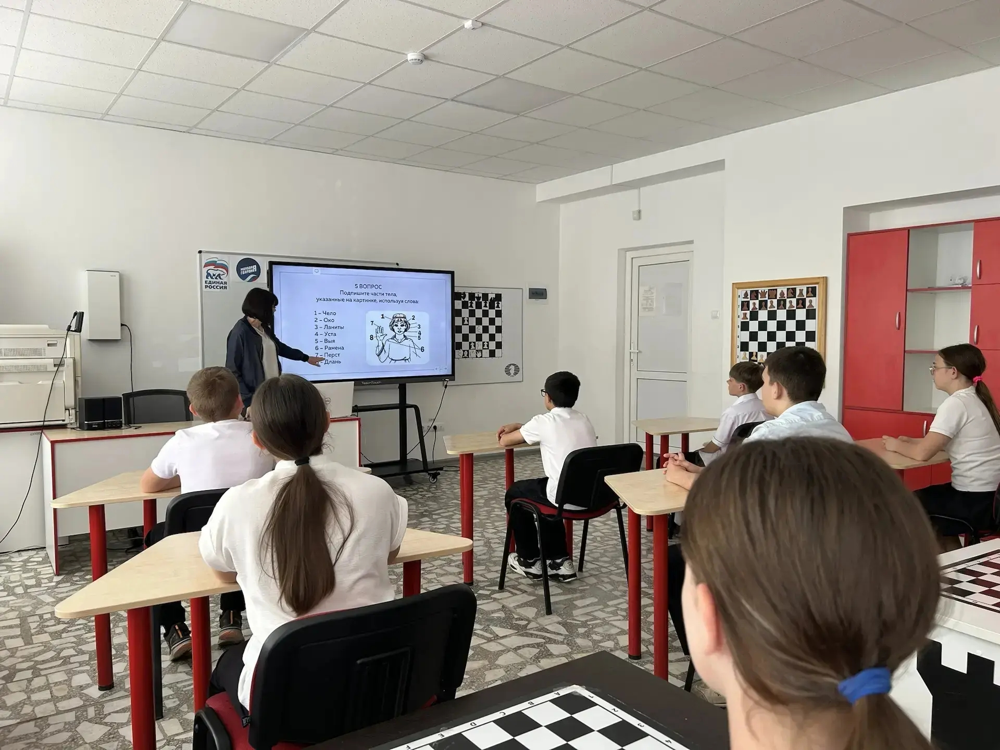 ЕДИНАЯ
РОССИЯ
МОЛОДАЯ
ГВАРДИЯ
5 ВОПРОС
Подпишите части тела,
указанные на картинке, используя слова:
1 – Чело
2 – Око
3 – Ланиты
4 – Уста
5 – Выя
6 – Рамена
7 – Перст
– Длань
1
2
3
4
5
6
7
8
TeachTouch
A
B
C
D
E
F
1
2
3
4